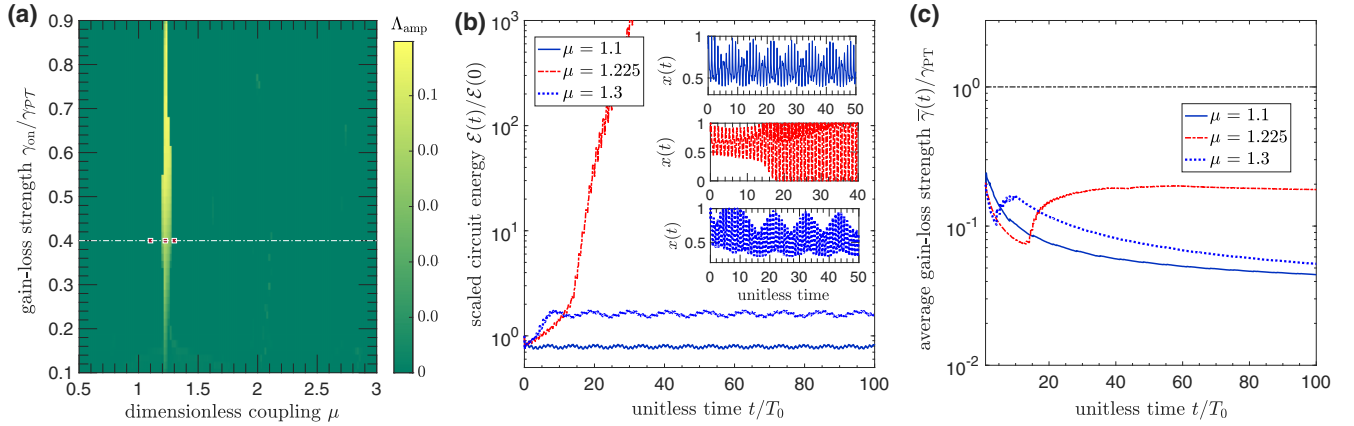 (a)
gain-loss strength γon/γPT
0.9
0.8
0.7
0.6
0.5
0.4
0.3
0.2
0.1
0.5
1
1.5
2
2.5
3
dimensionless coupling μ
Λamp
0.1
0.0
0.0
0.0
0
(b)
scaled circuit energy ℰ(t)/ℰ(0)
10³
10²
10¹
10⁰
0
20
40
60
80
100
unitless time t/T₀
μ = 1.1
μ = 1.225
μ = 1.3
x(t)
1
0.5
0 10 20 30 40 50
x(t)
1
0.5
0 10 20 30 40
x(t)
1
0.5
0 10 20 30 40 50
unitless time
(c)
average gain-loss strength γ̅(t)/γPT
10⁰
10⁻¹
10⁻²
20
40
60
80
100
unitless time t/T₀
μ = 1.1
μ = 1.225
μ = 1.3